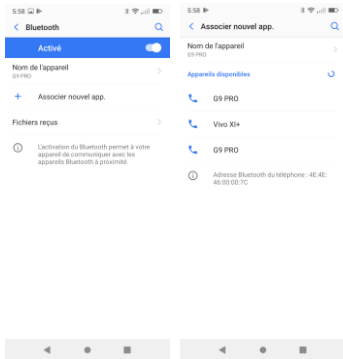 5:58
Bluetooth
Activé
Nom de l'appareil
G9 PRO
Associer nouvel app.
Fichiers reçus
L'activation du Bluetooth permet à votre
appareil de communiquer avec les
appareils Bluetooth à proximité.
5:58
Associer nouvel app.
Nom de l'appareil
G9 PRO
Appareils disponibles
G9 PRO
Vivo XI+
G9 PRO
Adresse Bluetooth du téléphone : 4E:4E:
46:00:00:7C